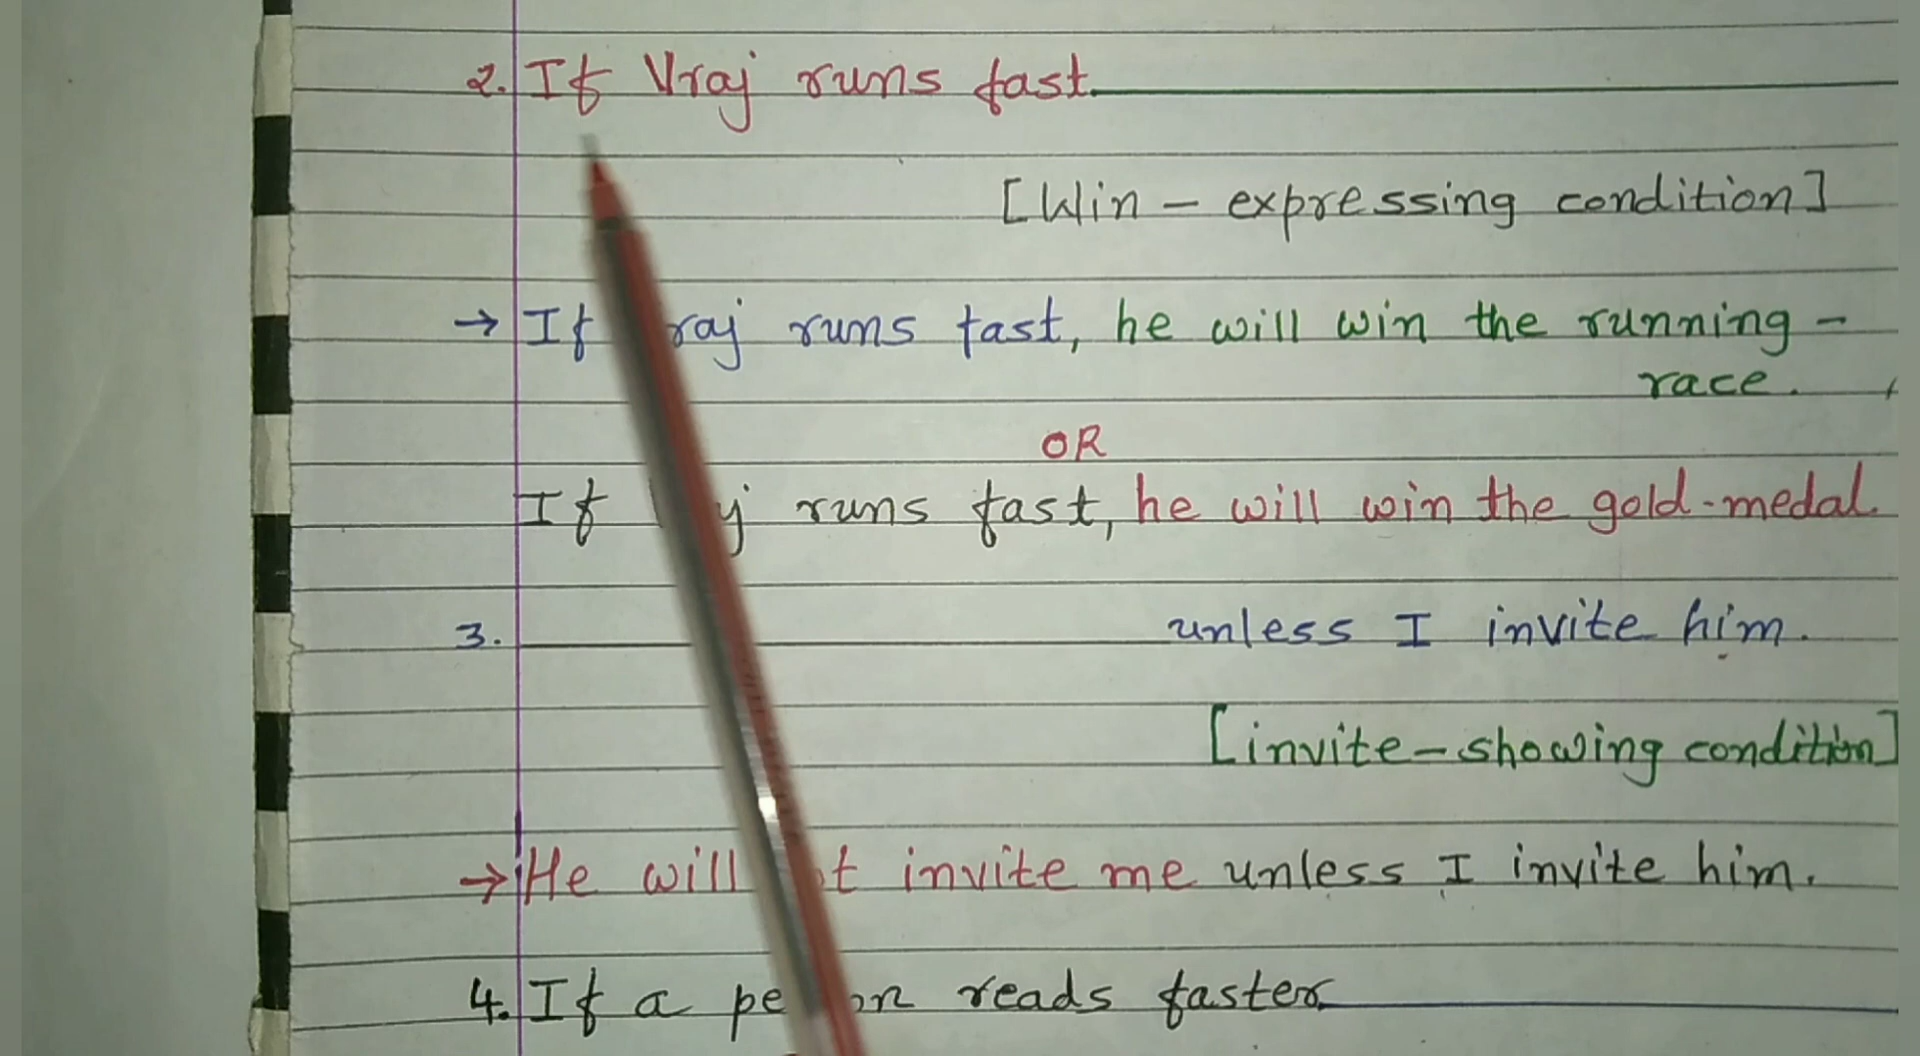 2. If Vraj runs fast.
[Win - expressing condition]
→ If raj runs fast, he will win the running -
race.
OR
If j runs fast, he will win the gold-medal.
3. unless I invite him.
[invite - showing condition]
→ He will t invite me unless I invite him.
4. If a pe on reads faster